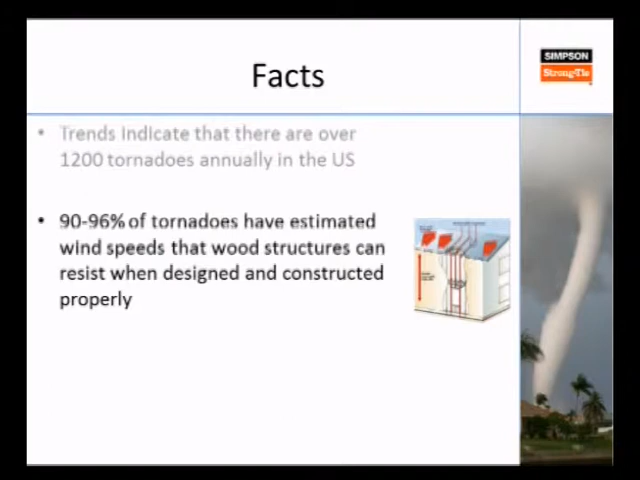 Facts
SIMPSON
Strong-Tie
• Trends indicate that there are over
1200 tornadoes annually in the US
• 90-96% of tornadoes have estimated
wind speeds that wood structures can
resist when designed and constructed
properly